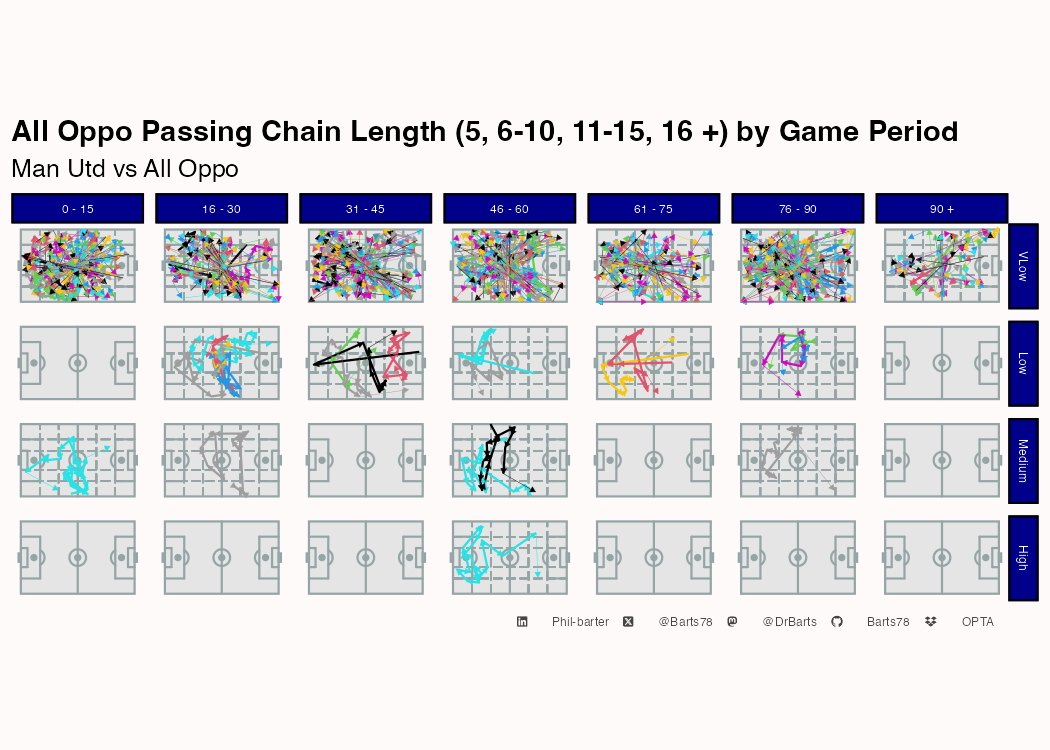 All Oppo Passing Chain Length (5, 6-10, 11-15, 16 +) by Game Period
Man Utd vs All Oppo
0 - 15 16 - 30 31 - 45 46 - 60 61 - 75 76 - 90 90 +
VLow
Low
Medium
High
Phil-barter @Barts78 @DrBarts Barts78 OPTA